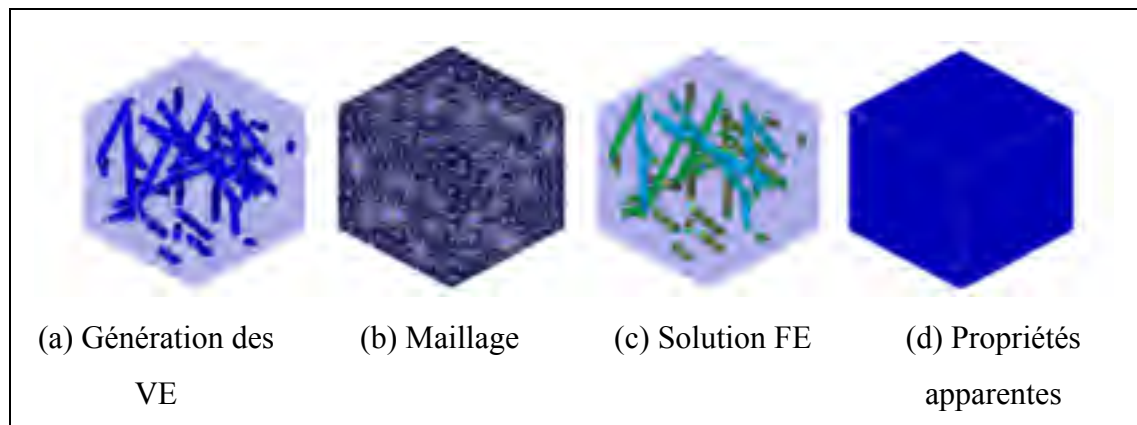 (a) Génération des
VE
(b) Maillage
(c) Solution FE
(d) Propriétés
apparentes